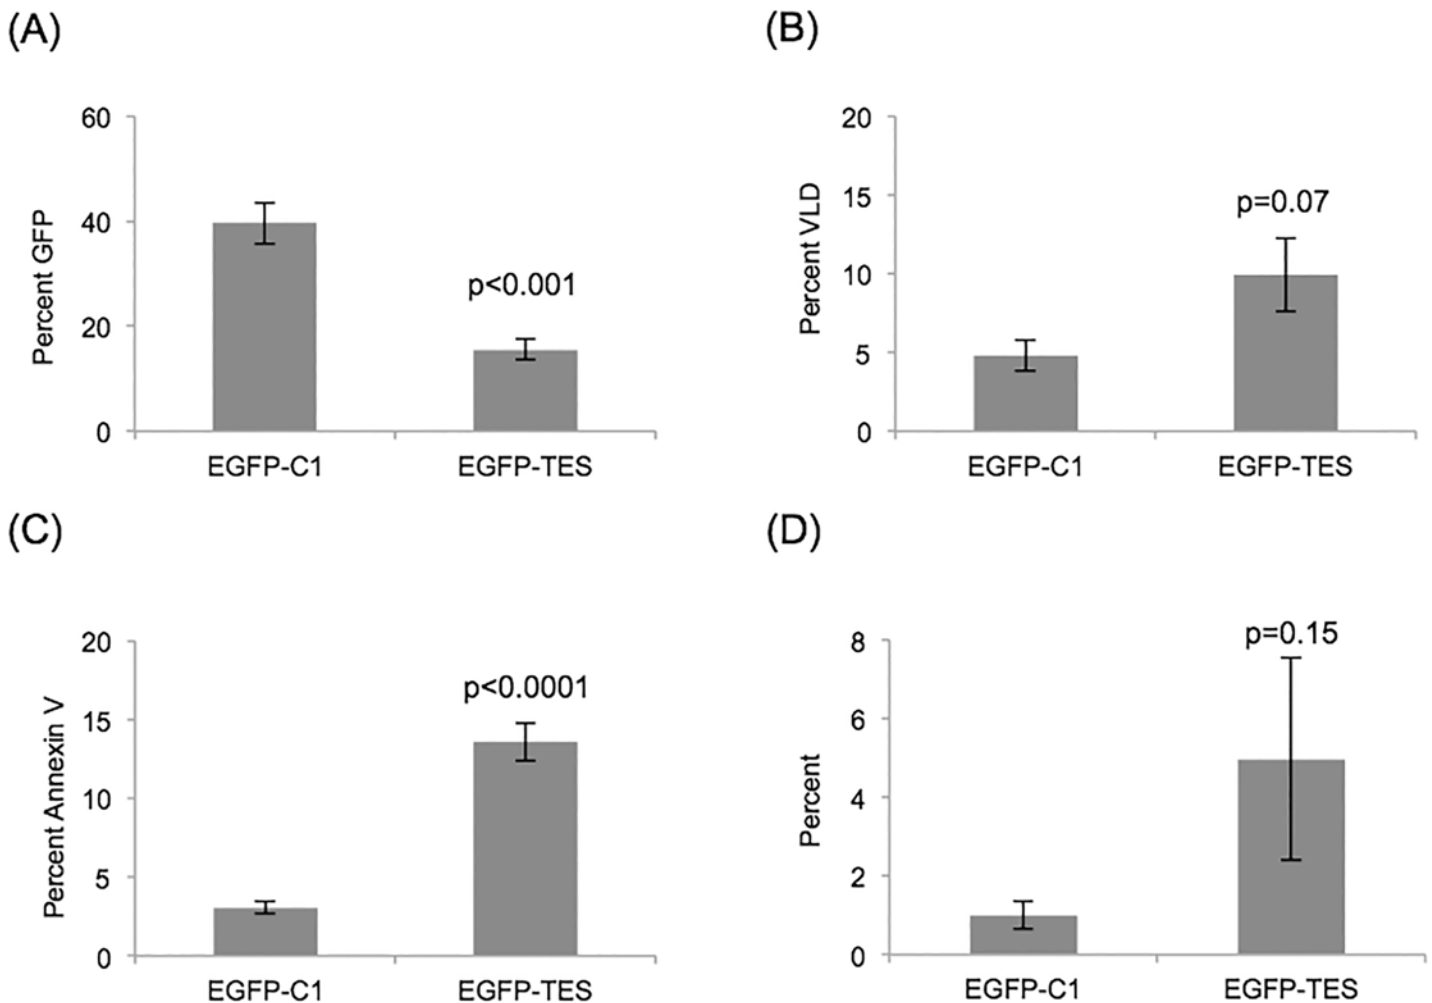 (A)
60
40
20
0
Percent GFP
p<0.001
EGFP-C1
EGFP-TES
(B)
20
15
10
5
0
Percent VLD
p=0.07
EGFP-C1
EGFP-TES
(C)
20
15
10
5
0
Percent Annexin V
p<0.0001
EGFP-C1
EGFP-TES
(D)
8
6
4
2
0
Percent
p=0.15
EGFP-C1
EGFP-TES